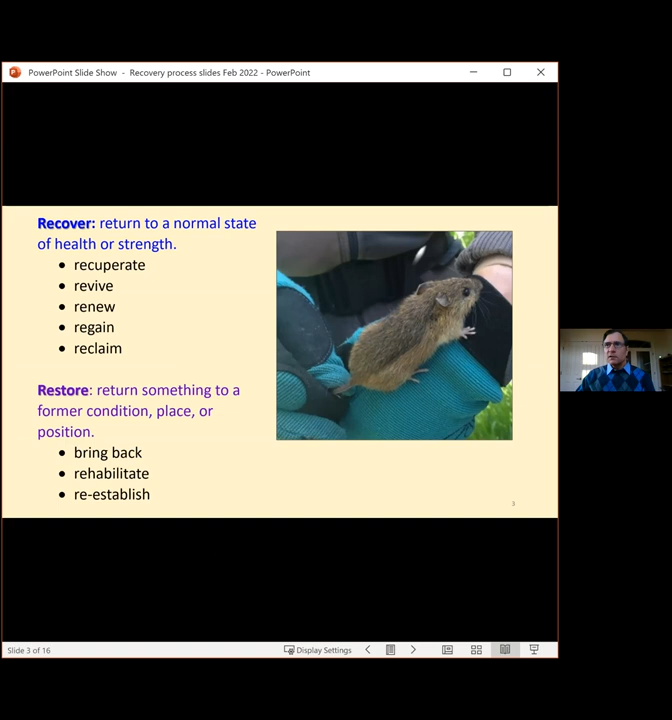 PowerPoint Slide Show - Recovery process slides Feb 2022 - PowerPoint
Recover: return to a normal state
of health or strength.
• recuperate
• revive
• renew
• regain
• reclaim
Restore: return something to a
former condition, place, or
position.
• bring back
• rehabilitate
• re-establish
3
Slide 3 of 16
Display Settings